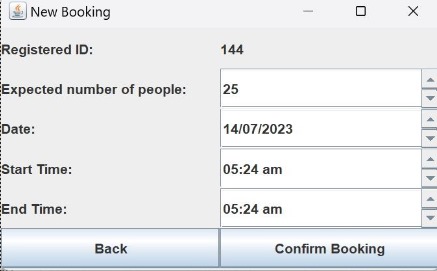 New Booking
Registered ID: 144
Expected number of people: 25
Date: 14/07/2023
Start Time: 05:24 am
End Time: 05:24 am
Back Confirm Booking